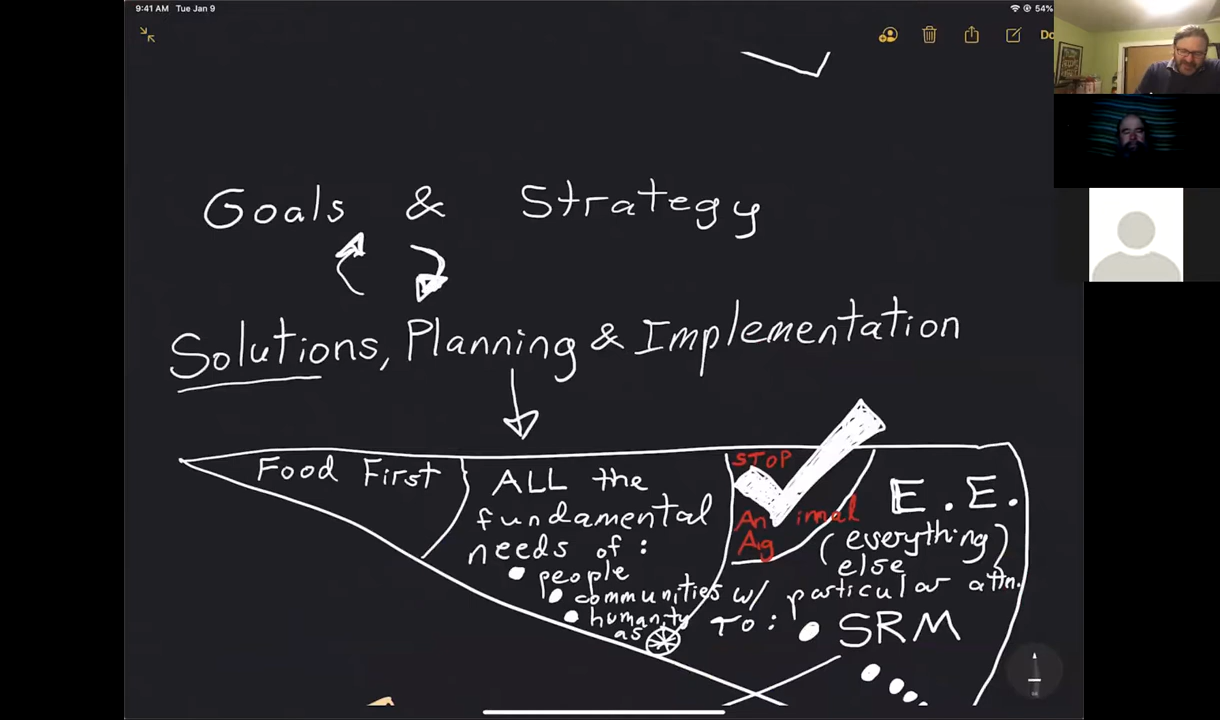 9:41 AM Tue Jan 9
54%
Goals & Strategy
Solutions, Planning & Implementation
Food First
ALL the
fundamental
needs of:
• people
• communities
• humanity
as
STOP
Animal
Ag
E.E.
(everything
else)
w/ particular attn.
To: • SRM